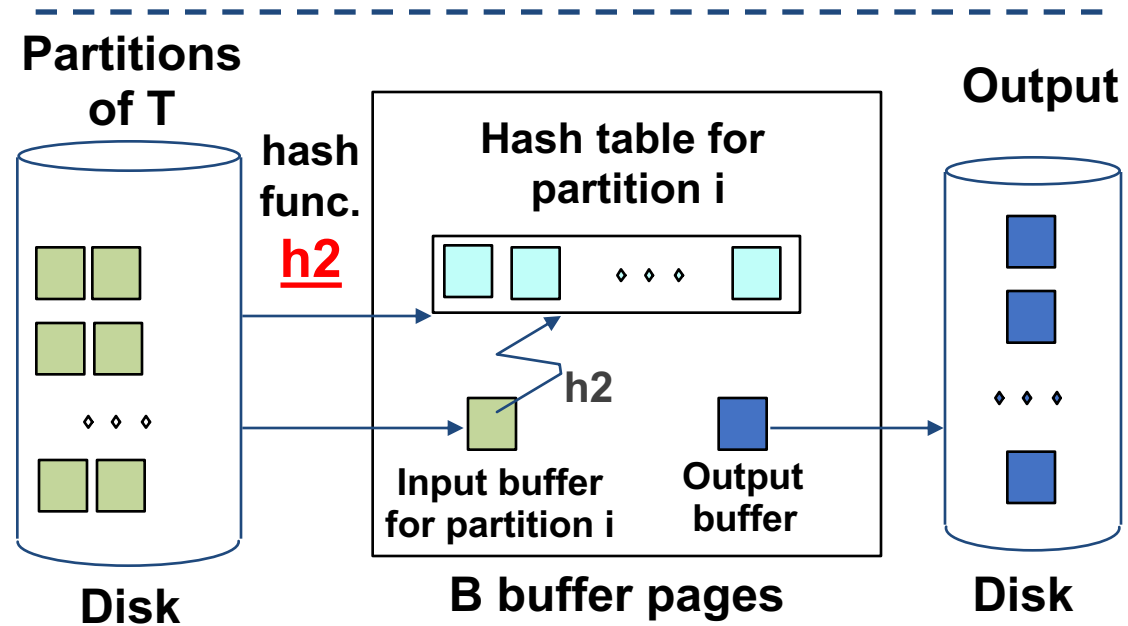 Partitions
of T
hash
func.
h2
Hash table for
partition i
h2
Input buffer
for partition i
Output
buffer
Output
Disk
B buffer pages
Disk